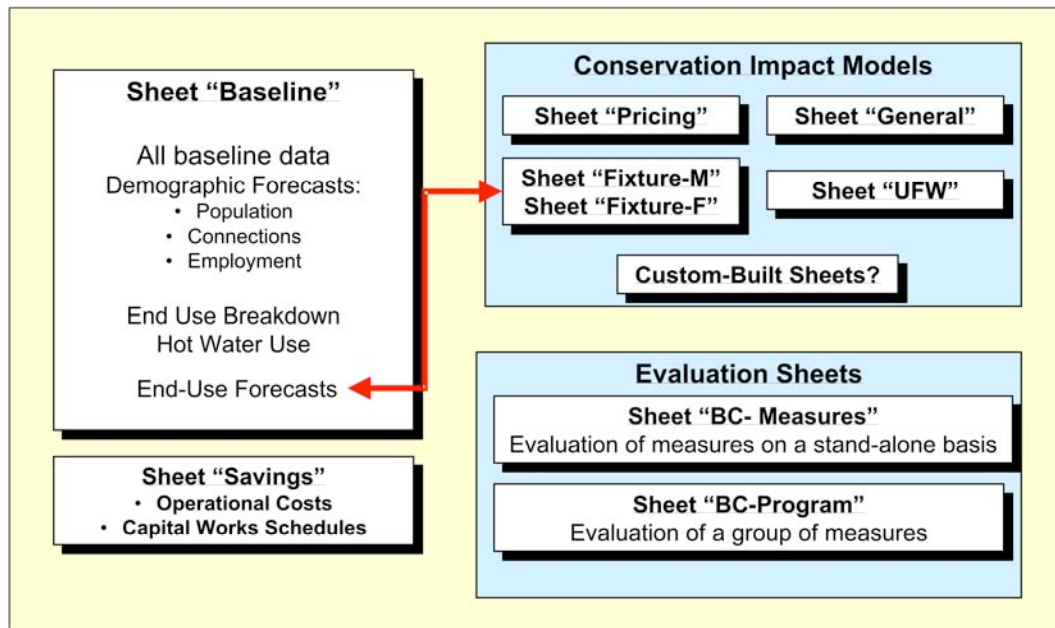 Sheet “Baseline”
All baseline data
Demographic Forecasts:
• Population
• Connections
• Employment
End Use Breakdown
Hot Water Use
End-Use Forecasts
Sheet “Savings”
• Operational Costs
• Capital Works Schedules
Conservation Impact Models
Sheet “Pricing”
Sheet “General”
Sheet “Fixture-M”
Sheet “Fixture-F”
Sheet “UFW”
Custom-Built Sheets?
Evaluation Sheets
Sheet “BC- Measures”
Evaluation of measures on a stand-alone basis
Sheet “BC-Program”
Evaluation of a group of measures